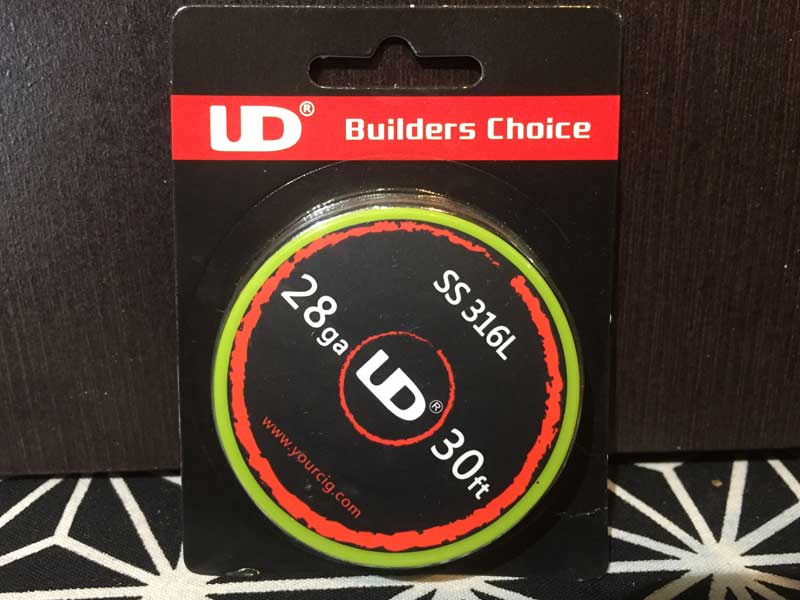 UD® Builders Choice
SS 316L
28ga
UD®
30ft
www.yourcig.com